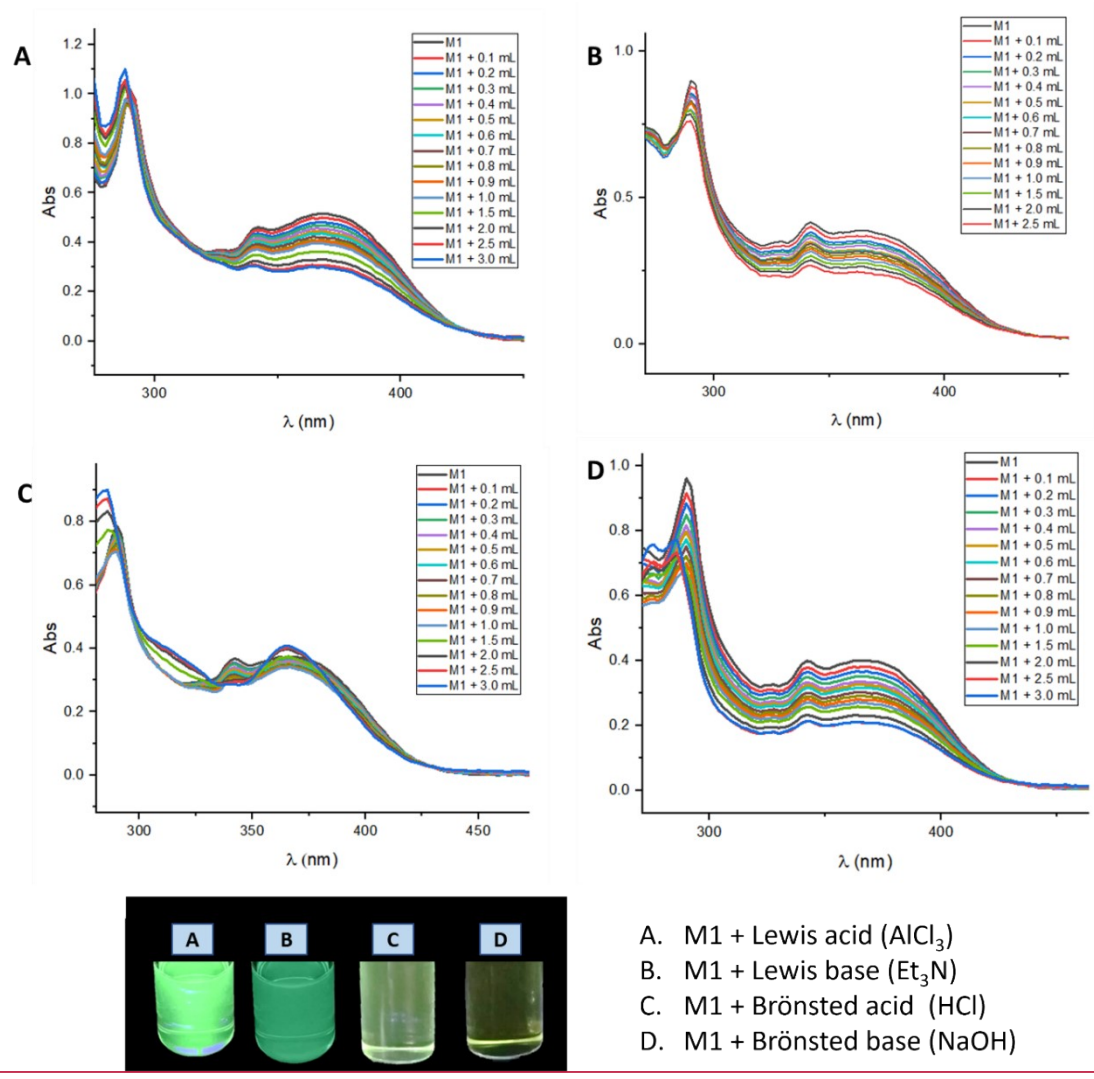 A
1.2
1.0
0.8
0.6
0.4
0.2
0.0
Abs
300
400
λ (nm)
M1
M1 + 0.1 mL
M1 + 0.2 mL
M1 + 0.3 mL
M1 + 0.4 mL
M1 + 0.5 mL
M1 + 0.6 mL
M1 + 0.7 mL
M1 + 0.8 mL
M1 + 0.9 mL
M1 + 1.0 mL
M1 + 1.5 mL
M1 + 2.0 mL
M1 + 2.5 mL
M1 + 3.0 mL
B
1.0
0.5
0.0
Abs
300
400
λ (nm)
M1
M1 + 0.1 mL
M1 + 0.2 mL
M1 + 0.3 mL
M1 + 0.4 mL
M1 + 0.5 mL
M1 + 0.6 mL
M1 + 0.7 mL
M1 + 0.8 mL
M1 + 0.9 mL
M1 + 1.0 mL
M1 + 1.5 mL
M1 + 2.0 mL
M1+ 2.5 mL
C
0.8
0.6
0.4
0.2
0.0
Abs
300
350
400
450
λ (nm)
M1
M1 + 0.1 mL
M1 + 0.2 mL
M1 + 0.3 mL
M1 + 0.4 mL
M1 + 0.5 mL
M1 + 0.6 mL
M1 + 0.7 mL
M1 + 0.8 mL
M1 + 0.9 mL
M1 + 1.0 mL
M1 + 1.5 mL
M1 + 2.0 mL
M1 + 2.5 mL
M1 + 3.0 mL
D
1.0
0.8
0.6
0.4
0.2
0.0
Abs
300
400
λ (nm)
M1
M1 + 0.1 mL
M1 + 0.2 mL
M1 + 0.3 mL
M1 + 0.4 mL
M1 + 0.5 mL
M1 + 0.6 mL
M1 + 0.7 mL
M1 + 0.8 mL
M1 + 0.9 mL
M1 + 1.0 mL
M1 + 1.5 mL
M1 + 2.0 mL
M1 + 2.5 mL
M1 + 3.0 mL
A B C D
A. M1 + Lewis acid (AlCl₃)
B. M1 + Lewis base (Et₃N)
C. M1 + Brönsted acid (HCl)
D. M1 + Brönsted base (NaOH)